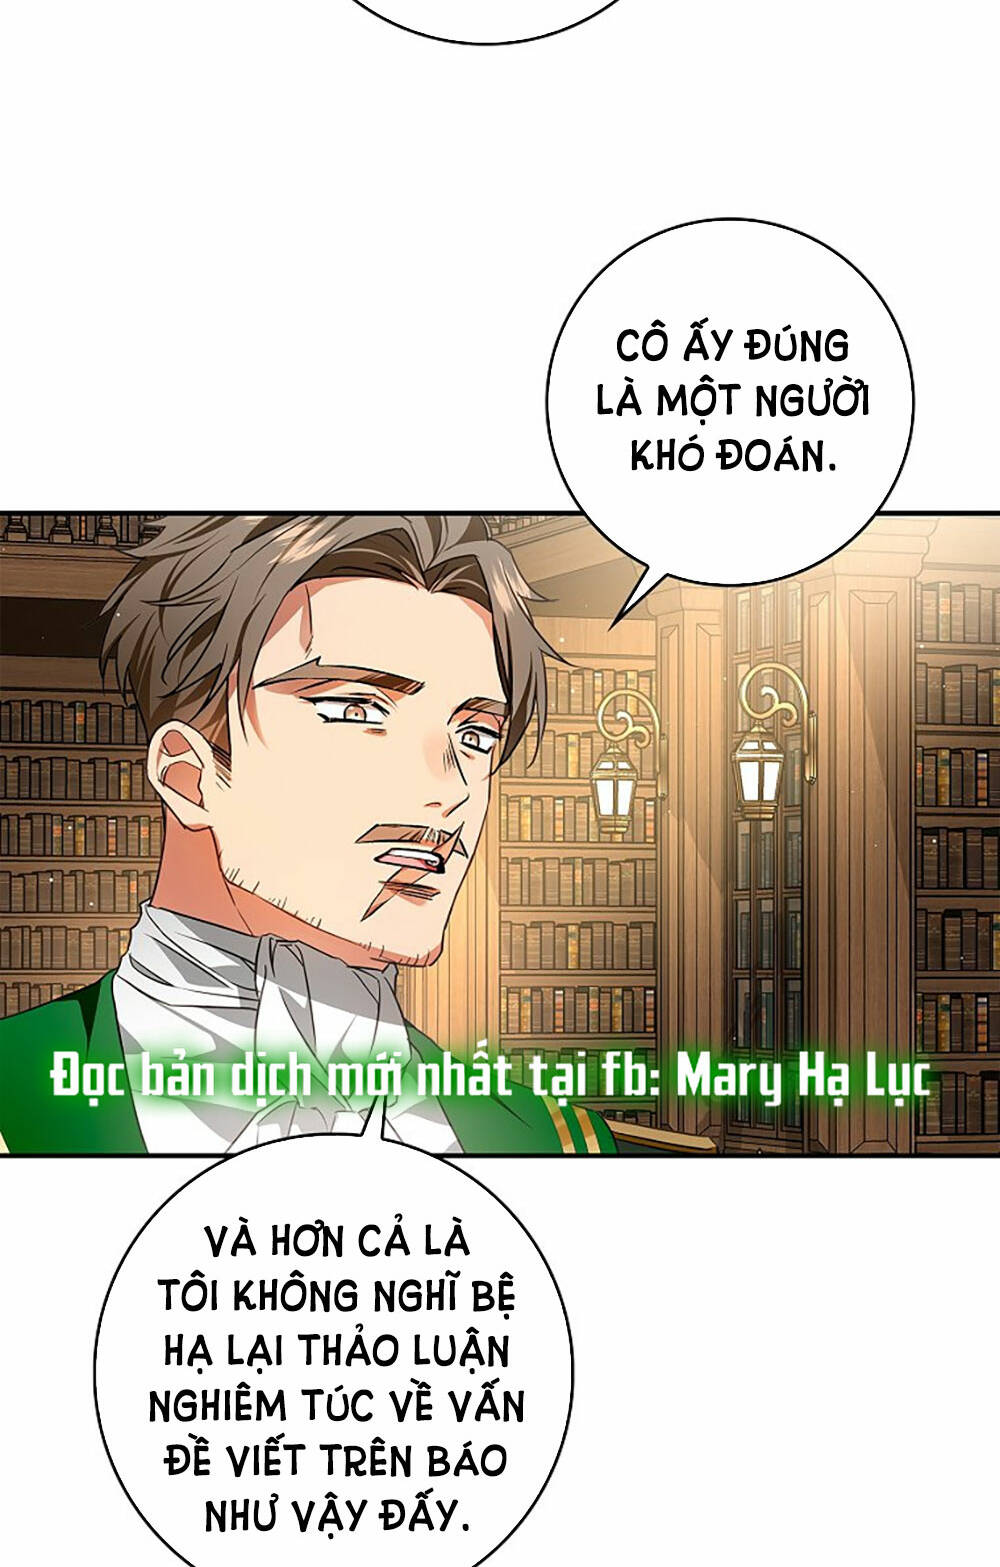 CÔ ẤY ĐÚNG
LÀ MỘT NGƯỜI
KHÓ ĐOÁN.
Đọc bản dịch mới nhất tại fb: Mary Hạ Lục
VÀ HƠN CẢ LÀ
TÔI KHÔNG NGHĨ BỆ
HẠ LẠI THẢO LUẬN
NGHIÊM TÚC VỀ VẤN
ĐỀ VIẾT TRÊN BÁO
NHƯ VẬY ĐẤY.